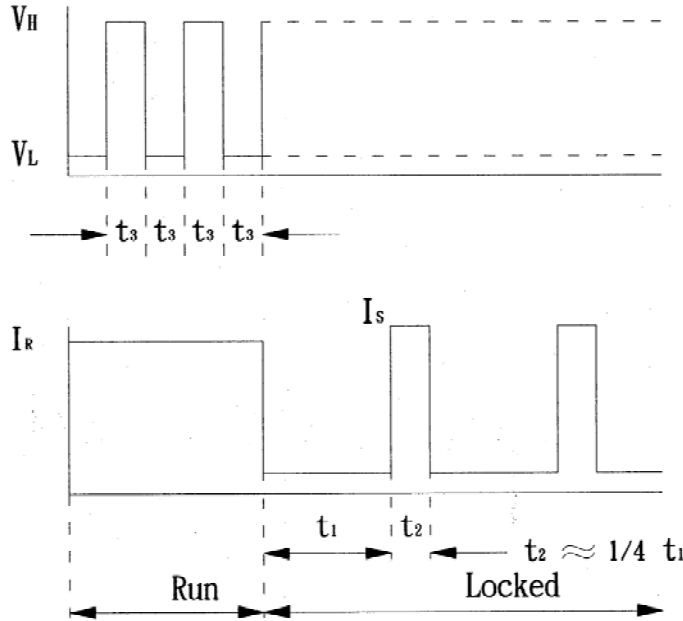 VH
VL
t3 t3 t3 t3
IS
IR
t1 t2 t2 ≈ 1/4 t1
Run Locked